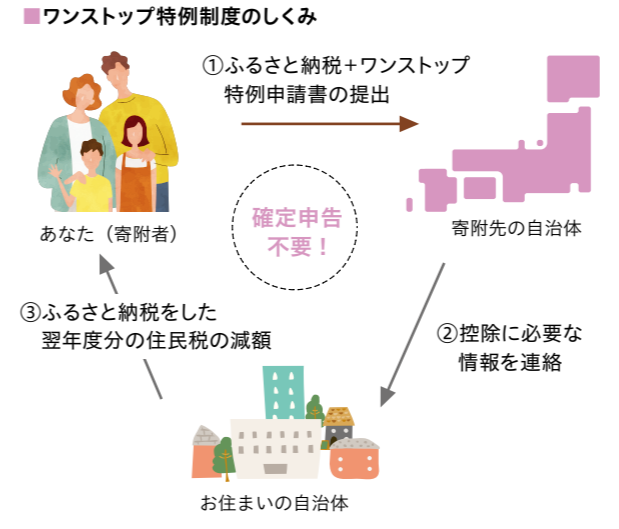 ■ワンストップ特例制度のしくみ
①ふるさと納税＋ワンストップ
特例申請書の提出
あなた（寄附者）
確定申告
不要！
寄附先の自治体
③ふるさと納税をした
翌年度分の住民税の減額
②控除に必要な
情報を連絡
お住まいの自治体